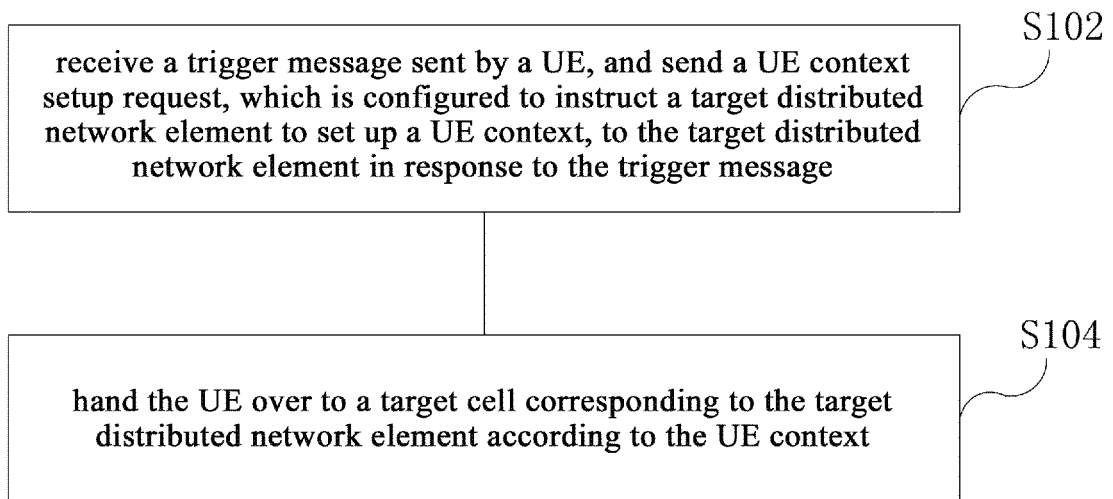 S102
receive a trigger message sent by a UE, and send a UE context
setup request, which is configured to instruct a target distributed
network element to set up a UE context, to the target distributed
network element in response to the trigger message
S104
hand the UE over to a target cell corresponding to the target
distributed network element according to the UE context